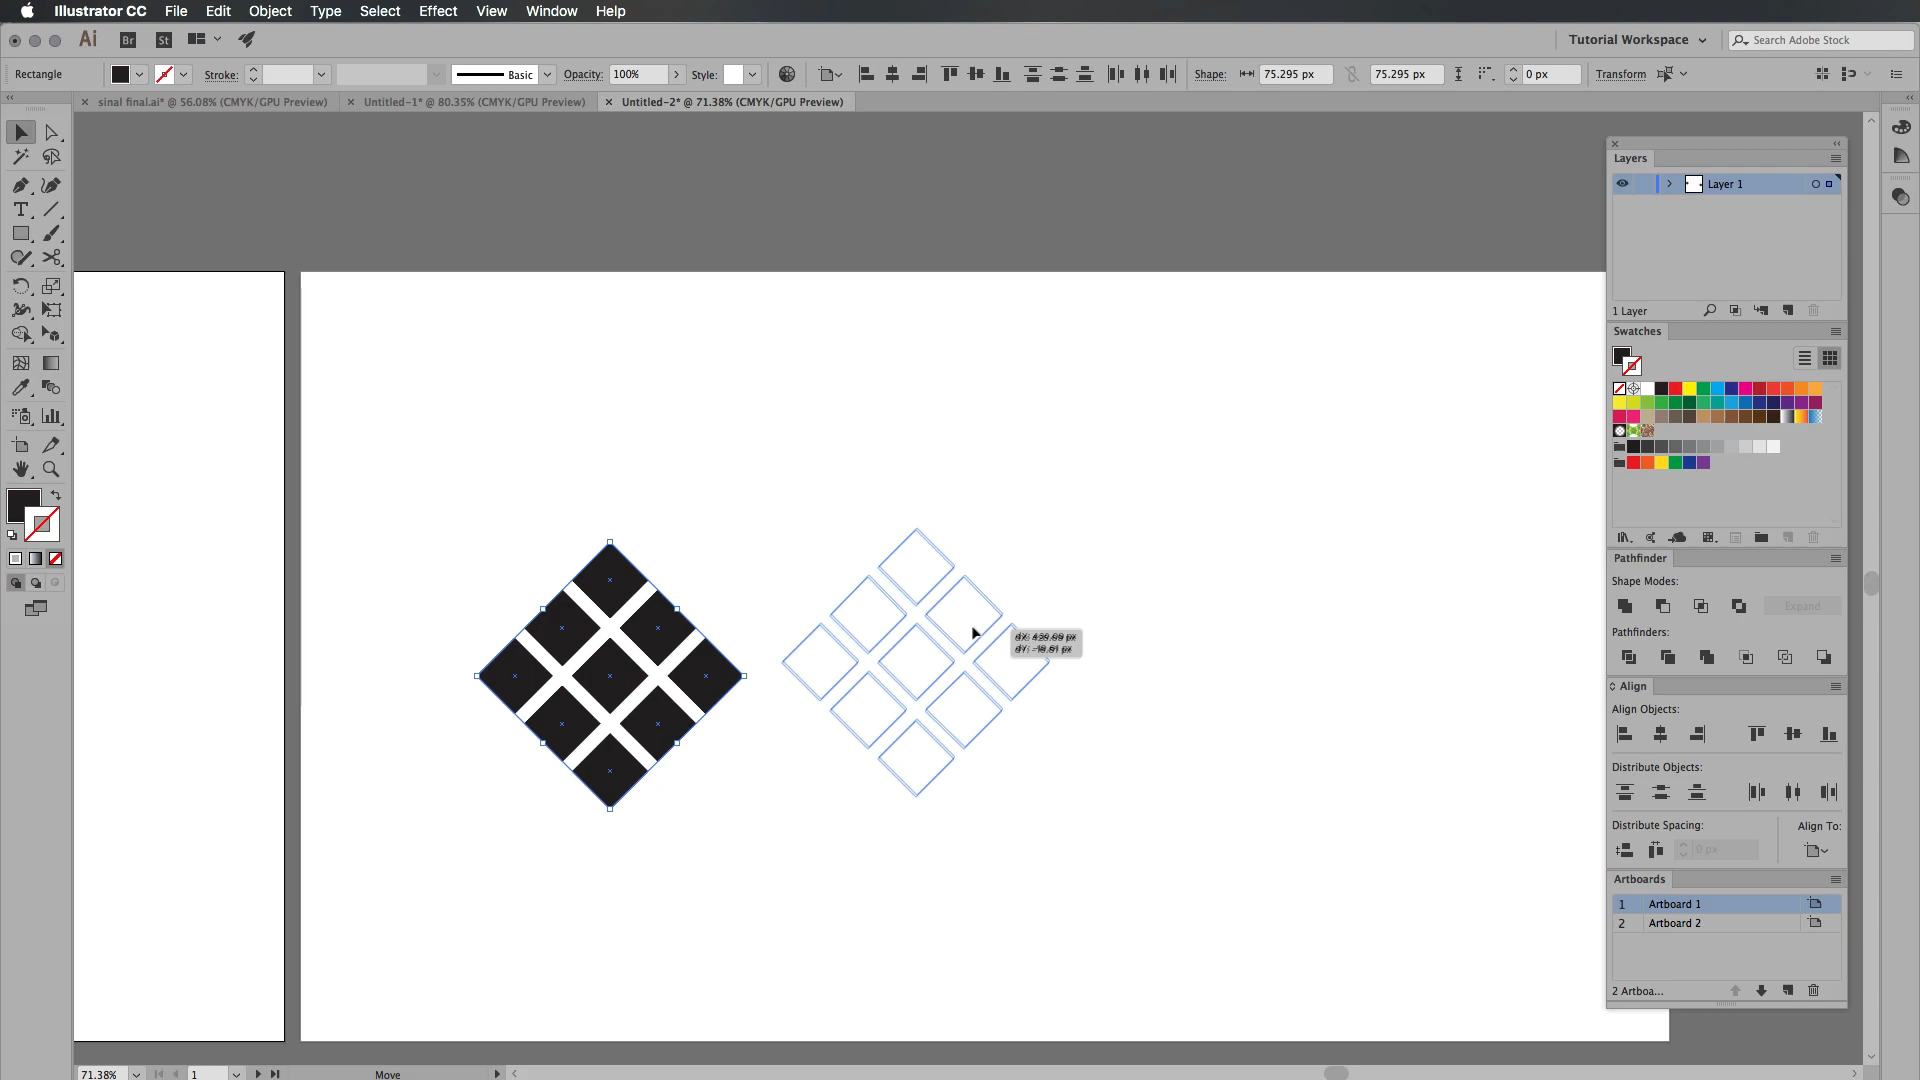 Illustrator CC File Edit Object Type Select Effect View Window Help
Ai Br St Tutorial Workspace Search Adobe Stock
Rectangle Stroke: Basic Opacity: 100% Style: Shape: 75.295 px 75.295 px 0 px Transform
sinal final.ai* @ 56.08% (CMYK/GPU Preview) Untitled-1* @ 80.35% (CMYK/GPU Preview) Untitled-2* @ 71.38% (CMYK/GPU Preview)
Layers
Layer 1
1 Layer
Swatches
Pathfinder
Shape Modes:
Expand
Pathfinders:
Align
Align Objects:
Distribute Objects:
Distribute Spacing: Align To:
0 px
Artboards
1 Artboard 1
2 Artboard 2
2 Artboa...
71.38% 1 Move